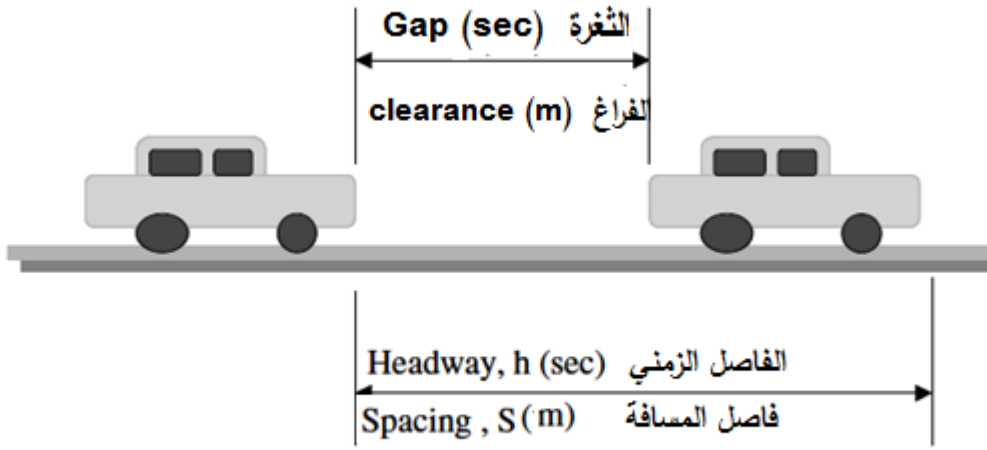 Gap (sec) الثغرة
clearance (m) الفراغ
Headway, h (sec) الفاصل الزمني
Spacing , S(m) فاصل المسافة